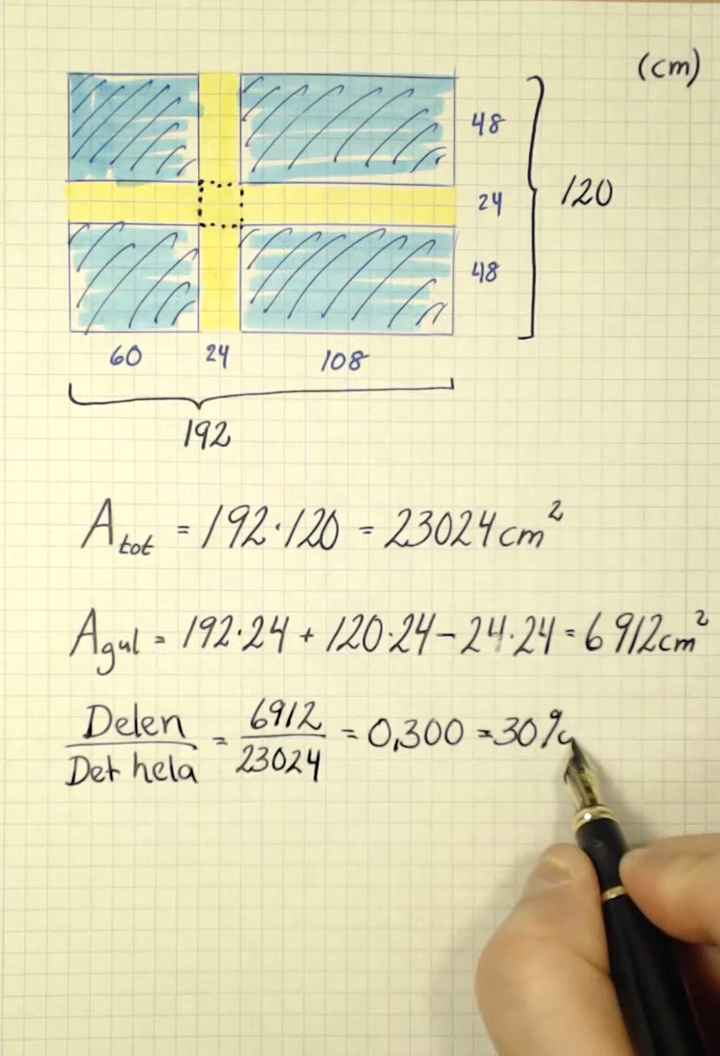 (cm)
48
24
120
48
60 24 108
192
A_tot = 192·120 = 23024 cm²
A_gul = 192·24 + 120·24 - 24·24 = 6912 cm²
Delen / Det hela = 6912 / 23024 = 0,300 = 30%